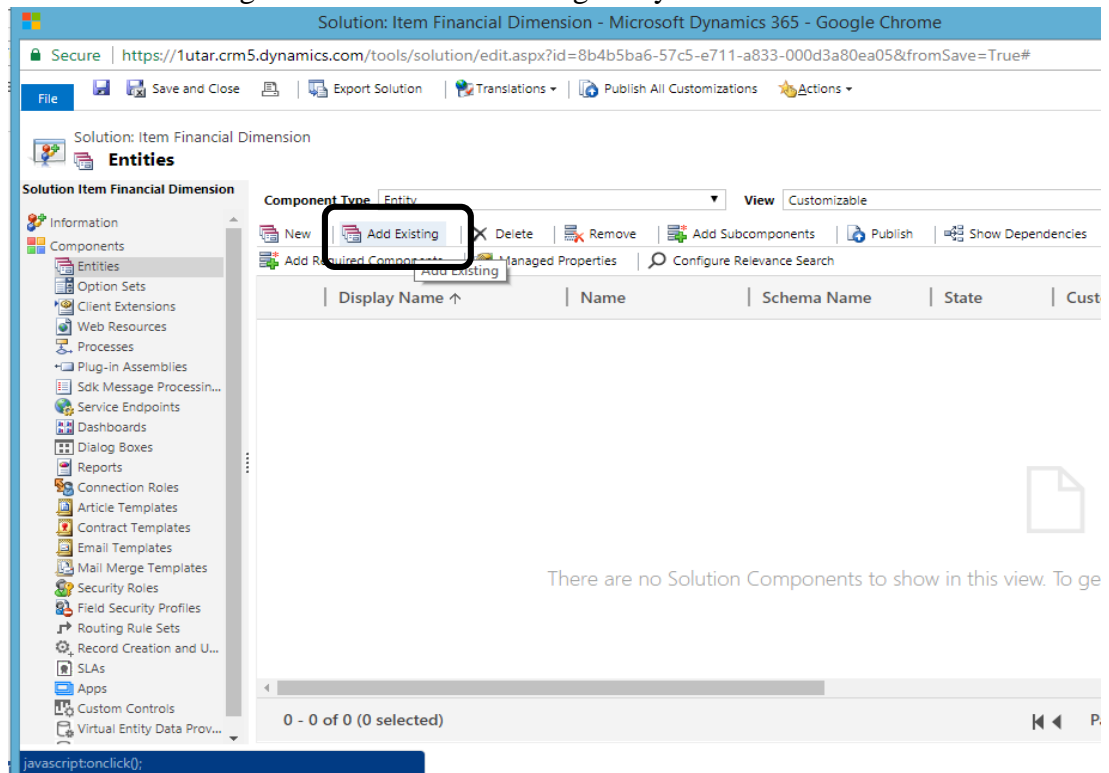 Solution: Item Financial Dimension - Microsoft Dynamics 365 - Google Chrome
Secure | https://1utar.crm5.dynamics.com/tools/solution/edit.aspx?id=8b4b5ba6-57c5-e711-a833-000d3a80ea05&fromSave=True#
File Save and Close Export Solution Translations Publish All Customizations Actions
Solution: Item Financial Dimension
Entities
Solution Item Financial Dimension
Component Type Entity View Customizable
New Add Existing Delete Remove Add Subcomponents Publish Show Dependencies
Add Required Components Managed Properties Configure Relevance Search
Add Existing
Display Name Name Schema Name State Cust
Information
Components
Entities
Option Sets
Client Extensions
Web Resources
Processes
Plug-in Assemblies
Sdk Message Processin...
Service Endpoints
Dashboards
Dialog Boxes
Reports
Connection Roles
Article Templates
Contract Templates
Email Templates
Mail Merge Templates
Security Roles
Field Security Profiles
Routing Rule Sets
Record Creation and U...
SLAs
Apps
Custom Controls
Virtual Entity Data Prov...
There are no Solution Components to show in this view. To ge
0 - 0 of 0 (0 selected)
javascript:onclick();